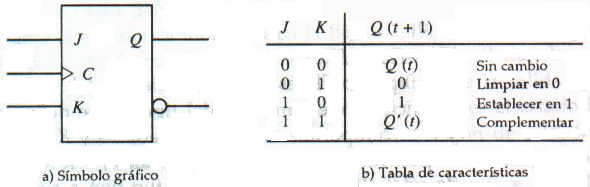 J Q
C
K
a) Símbolo gráfico
J K Q (t + 1)
0 0 Q (t) Sin cambio
0 1 0 Limpiar en 0
1 0 1 Establecer en 1
1 1 Q' (t) Complementar
b) Tabla de características